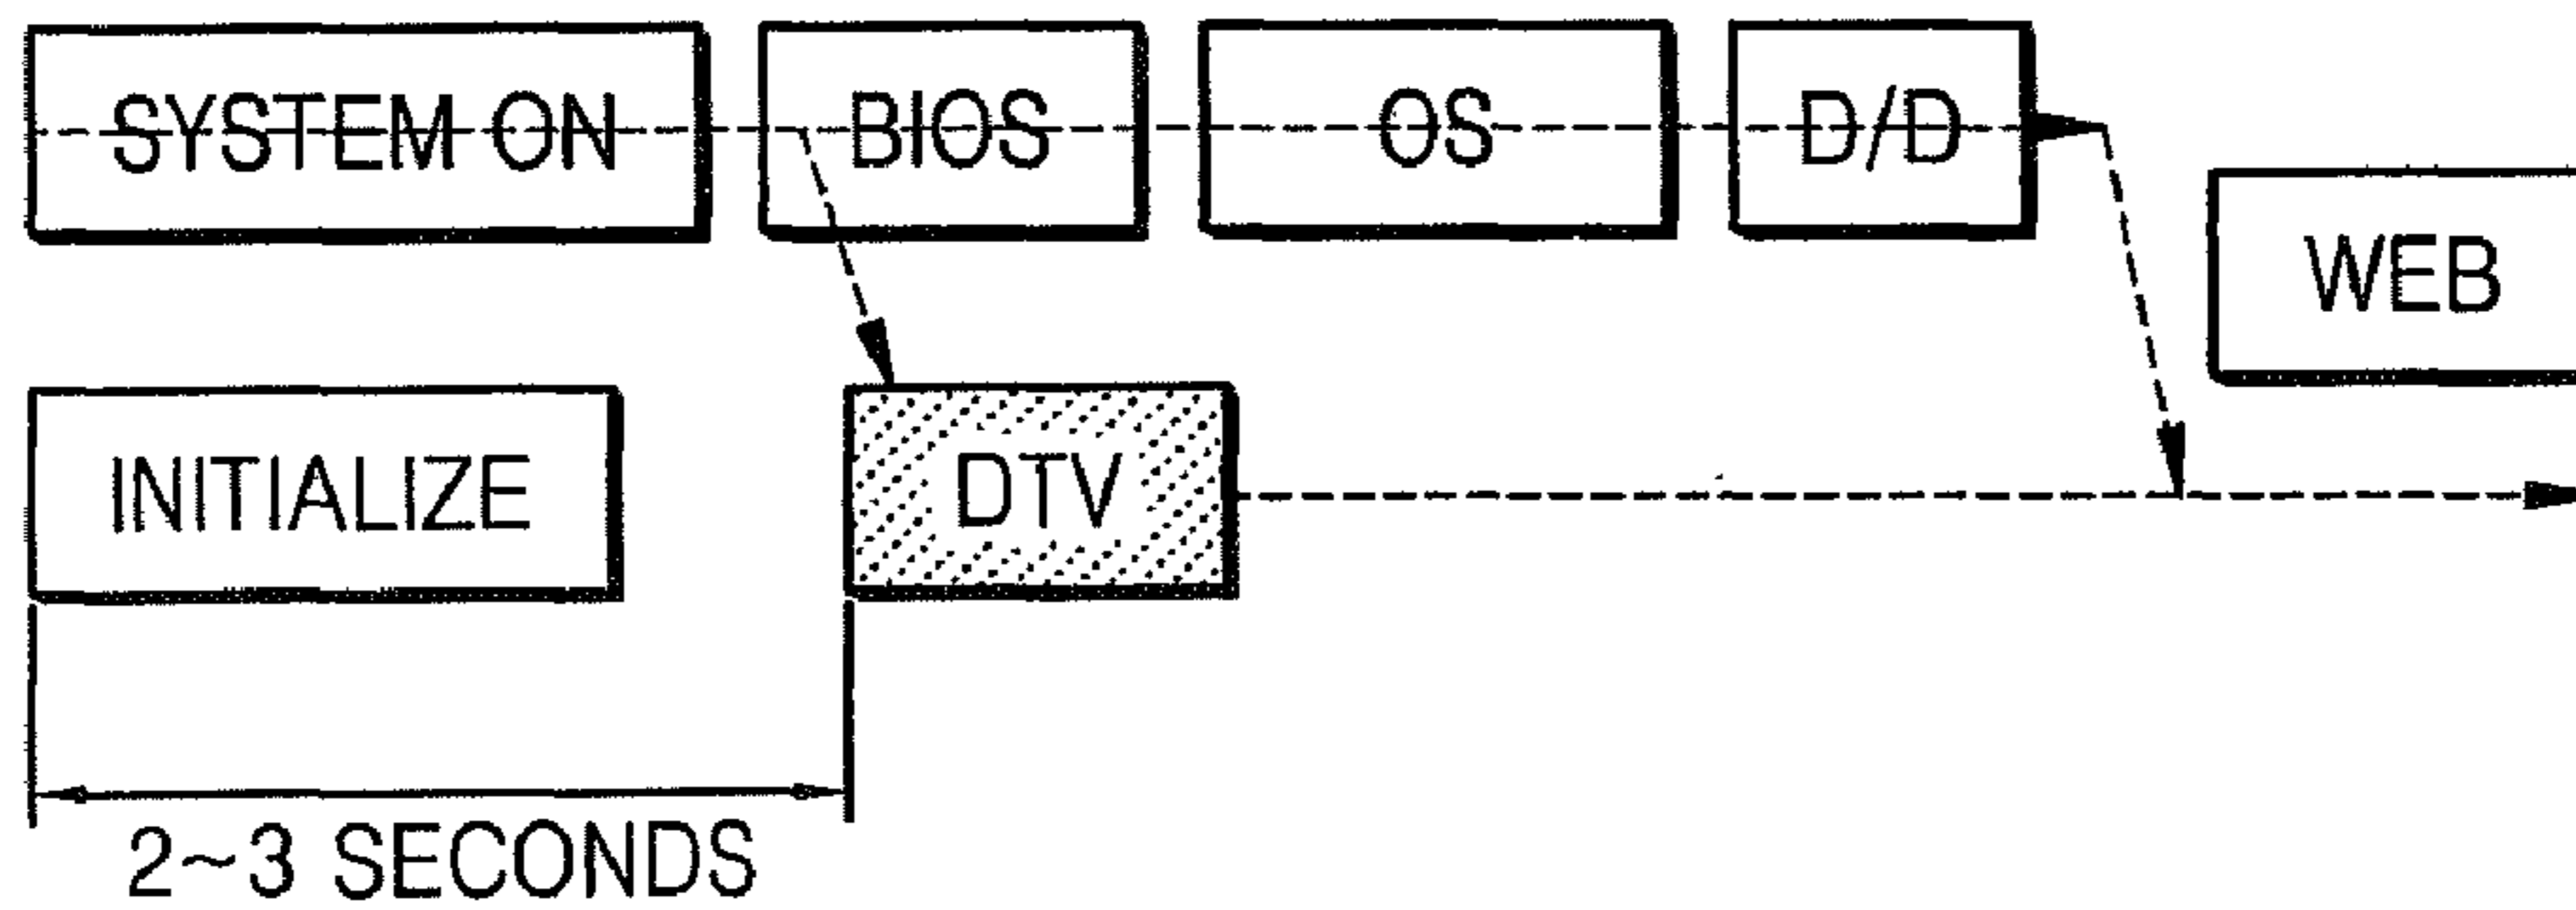 SYSTEM ON
BIOS
OS
D/D
WEB
INITIALIZE
DTV
2~3 SECONDS